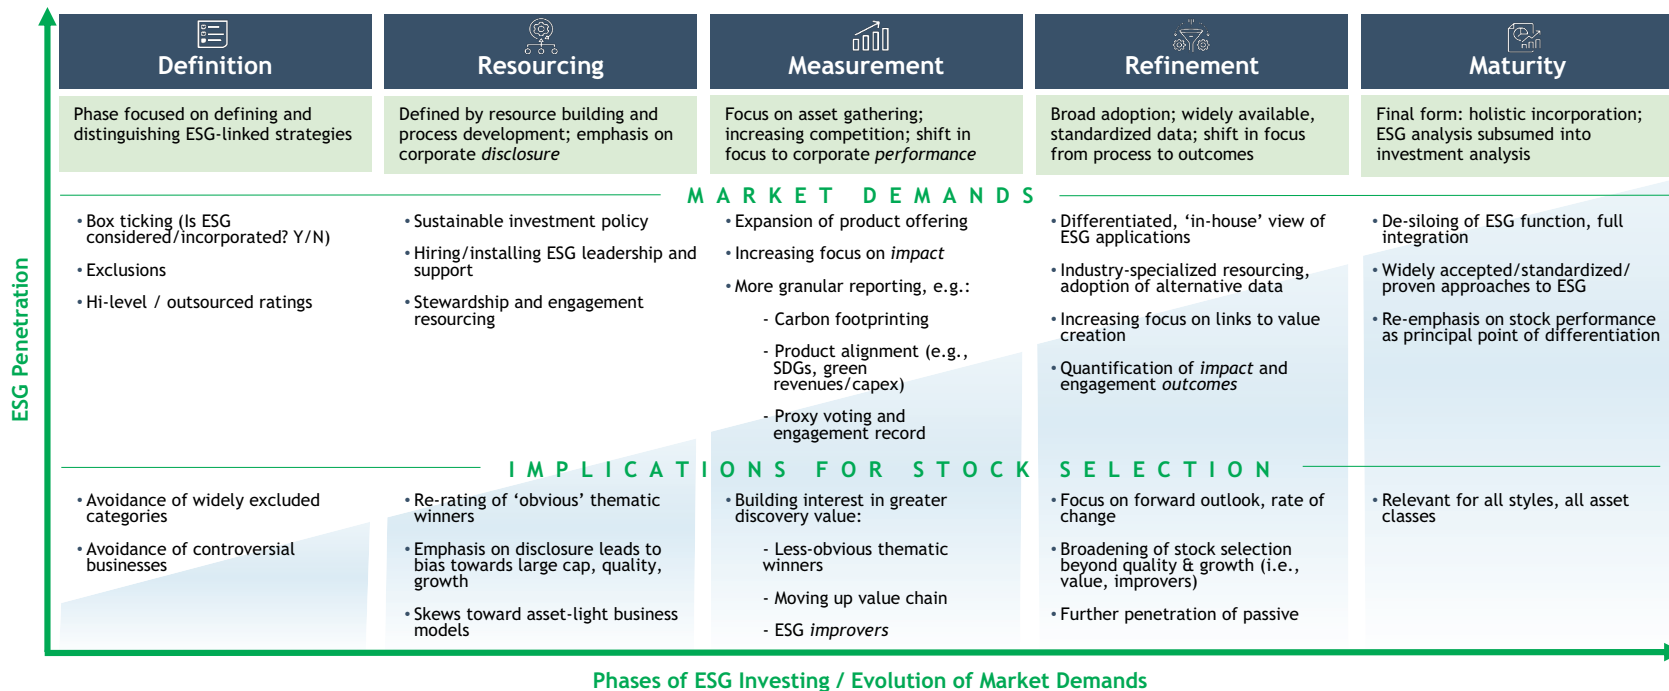 Definition
Resourcing
Measurement
Refinement
Maturity
Phase focused on defining and
distinguishing ESG-linked strategies
Defined by resource building and
process development; emphasis on
corporate disclosure
Focus on asset gathering;
increasing competition; shift in
focus to corporate performance
Broad adoption; widely available,
standardized data; shift in focus
from process to outcomes
Final form: holistic incorporation;
ESG analysis subsumed into
investment analysis
MARKET DEMANDS
• Box ticking (Is ESG
considered/incorporated? Y/N)
• Exclusions
• Hi-level / outsourced ratings
• Sustainable investment policy
• Hiring/installing ESG leadership and
support
• Stewardship and engagement
resourcing
• Expansion of product offering
• Increasing focus on impact
• More granular reporting, e.g.:
- Carbon footprinting
- Product alignment (e.g.,
SDGs, green
revenues/capex)
- Proxy voting and
engagement record
• Differentiated, ‘in-house’ view of
ESG applications
• Industry-specialized resourcing,
adoption of alternative data
• Increasing focus on links to value
creation
• Quantification of impact and
engagement outcomes
• De-siloing of ESG function, full
integration
• Widely accepted/standardized/
proven approaches to ESG
• Re-emphasis on stock performance
as principal point of differentiation
IMPLICATIONS FOR STOCK SELECTION
• Avoidance of widely excluded
categories
• Avoidance of controversial
businesses
• Re-rating of ‘obvious’ thematic
winners
• Emphasis on disclosure leads to
bias towards large cap, quality,
growth
• Skews toward asset-light business
models
• Building interest in greater
discovery value:
- Less-obvious thematic
winners
- Moving up value chain
- ESG improvers
• Focus on forward outlook, rate of
change
• Broadening of stock selection
beyond quality & growth (i.e.,
value, improvers)
• Further penetration of passive
• Relevant for all styles, all asset
classes
ESG Penetration
Phases of ESG Investing / Evolution of Market Demands